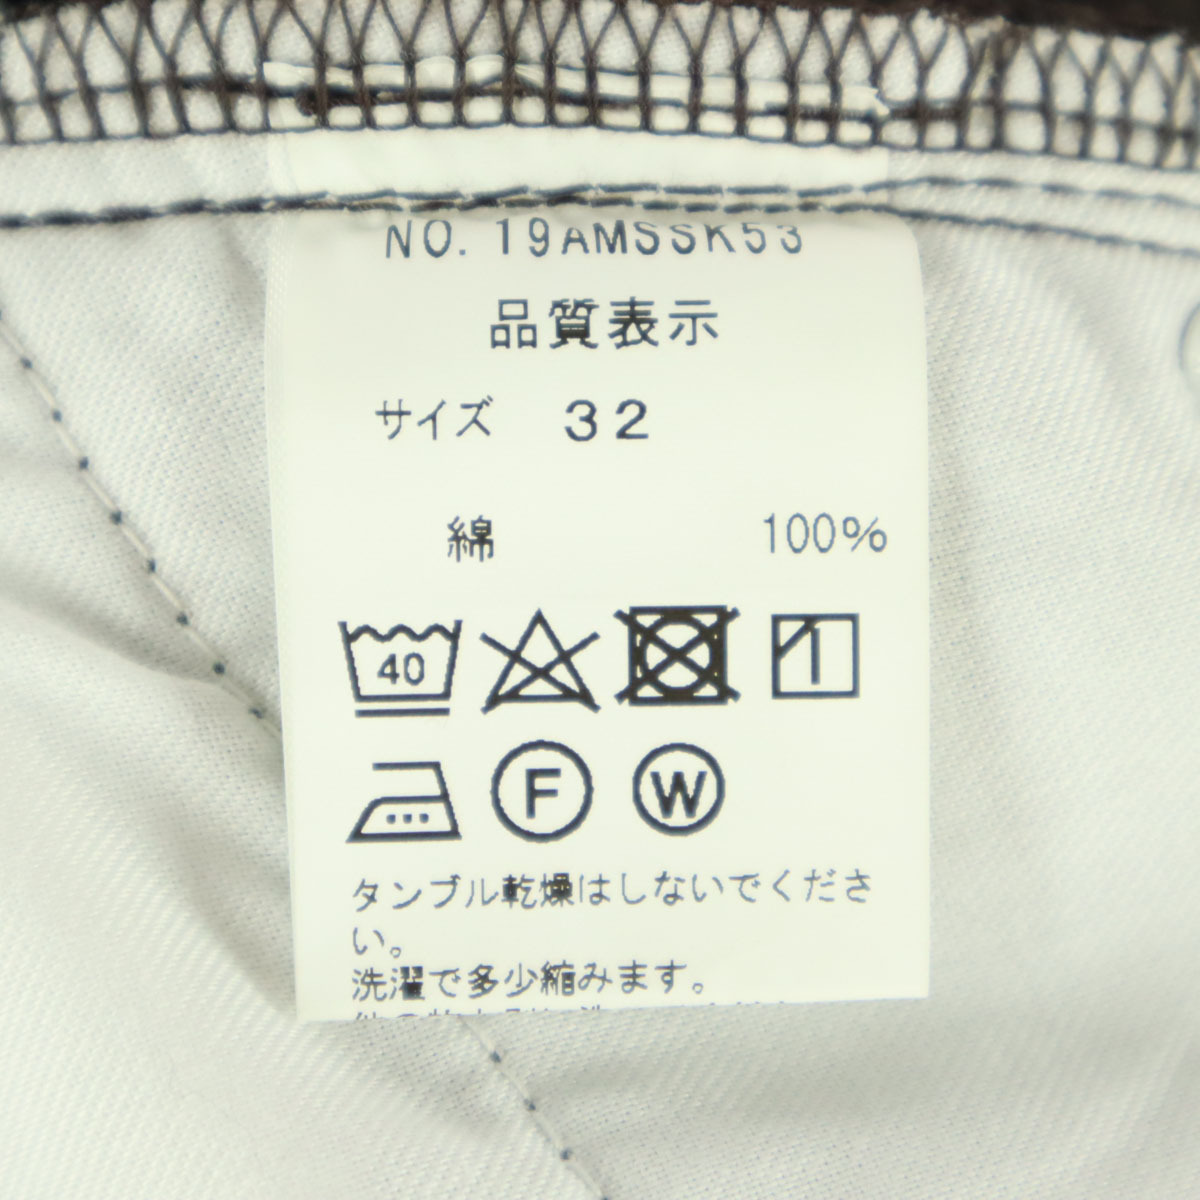 NO. 19AMSSK53
品質表示
サイズ 32
綿 100%
40
F W
タンブル乾燥はしないでくださ
い。
洗濯で多少縮みます。